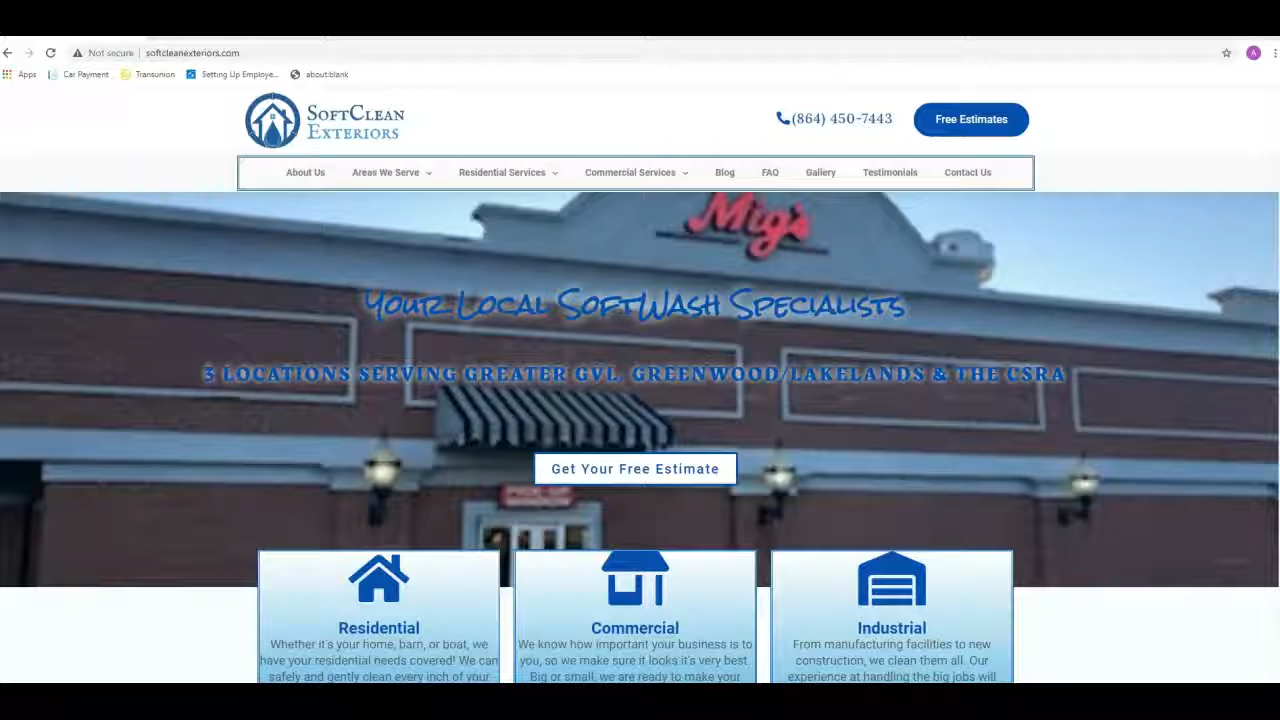 Not secure | softcleanexteriors.com
A
Apps Car Payment Transunion Setting Up Employe... about:blank
SoftClean
Exteriors
(864) 450-7443
Free Estimates
About Us Areas We Serve Residential Services Commercial Services Blog FAQ Gallery Testimonials Contact Us
Mig's
Your Local SoftWash Specialists
3 LOCATIONS SERVING GREATER GVL, GREENWOOD/LAKELANDS & THE CSRA
Get Your Free Estimate
Residential
Whether it's your home, barn, or boat, we
have your residential needs covered! We can
safely and gently clean every inch of your
Commercial
We know how important your business is to
you, so we make sure it looks it's very best.
Big or small, we are ready to make your
Industrial
From manufacturing facilities to new
construction, we clean them all. Our
experience at handling the big jobs will